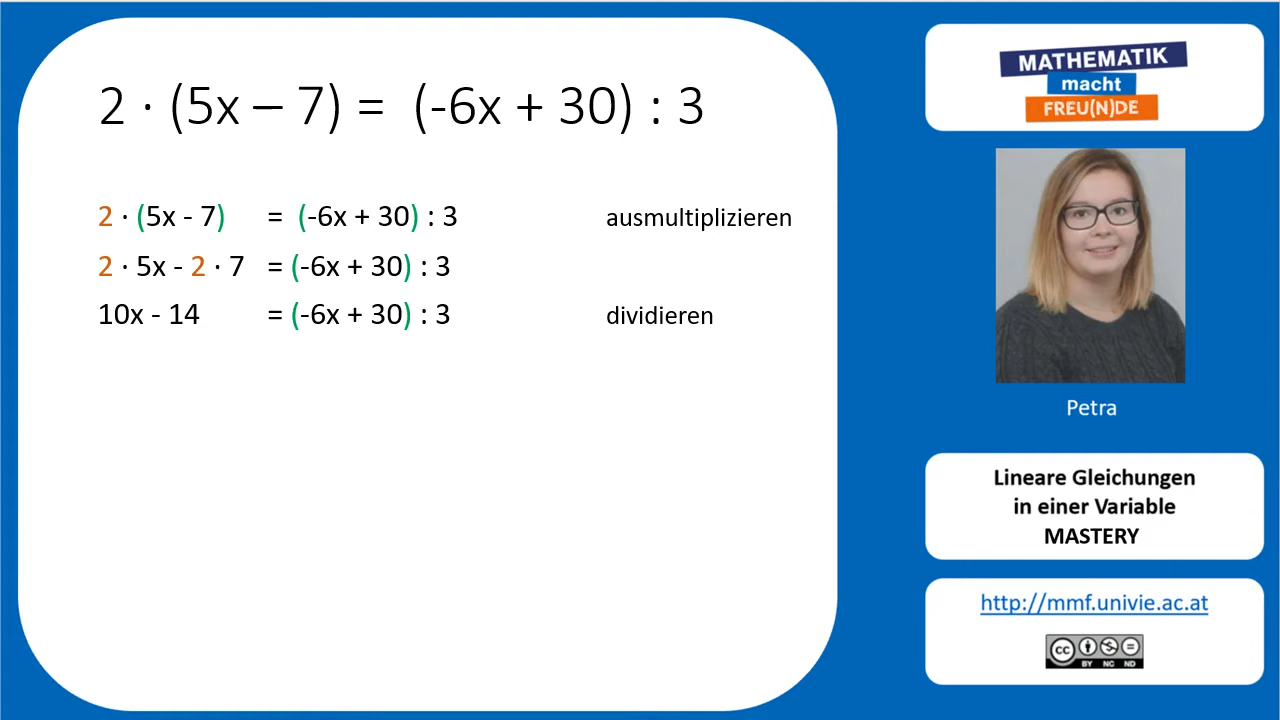 2 · (5x – 7) = (-6x + 30) : 3
2 · (5x - 7) = (-6x + 30) : 3 ausmultiplizieren
2 · 5x - 2 · 7 = (-6x + 30) : 3
10x - 14 = (-6x + 30) : 3 dividieren
MATHEMATIK
macht
FREU(N)DE
Petra
Lineare Gleichungen
in einer Variable
MASTERY
http://mmf.univie.ac.at
cc
BY NC ND